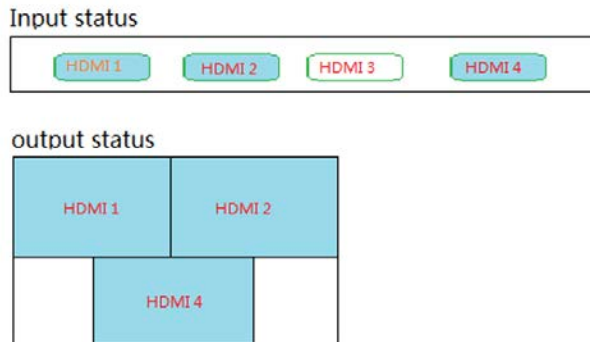 Input status
HDMI 1 HDMI 2 HDMI 3 HDMI 4
output status
HDMI 1 HDMI 2
HDMI 4